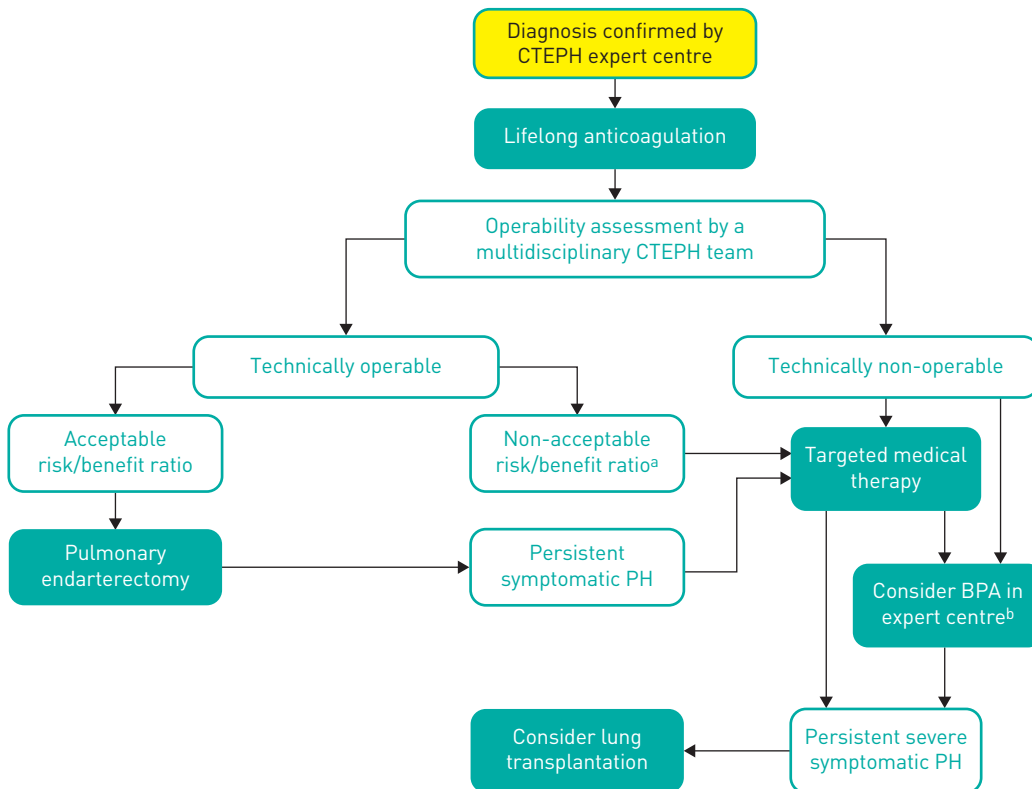 Diagnosis confirmed by
CTEPH expert centre
Lifelong anticoagulation
Operability assessment by a
multidisciplinary CTEPH team
Technically operable
Technically non-operable
Acceptable
risk/benefit ratio
Non-acceptable
risk/benefit ratioᵃ
Targeted medical
therapy
Pulmonary
endarterectomy
Persistent
symptomatic PH
Consider BPA in
expert centreᵇ
Consider lung
transplantation
Persistent severe
symptomatic PH